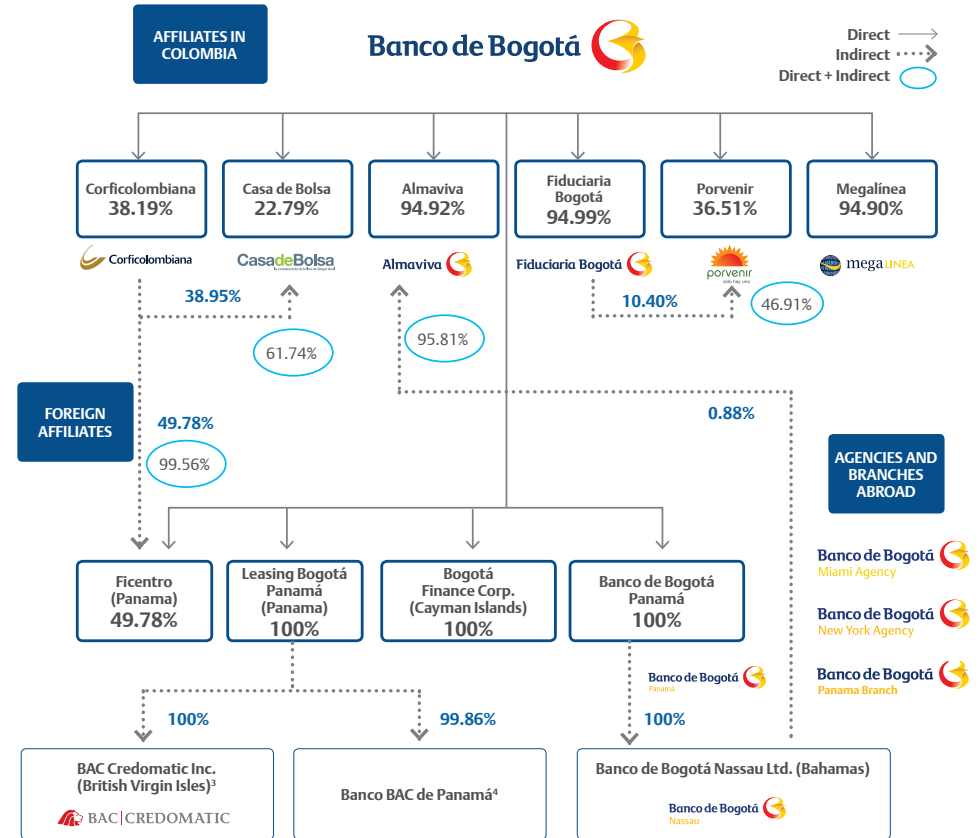 AFFILIATES IN
COLOMBIA
Banco de Bogotá
Direct
Indirect
Direct + Indirect
Corficolombiana
38.19%
Casa de Bolsa
22.79%
Almaviva
94.92%
Fiduciaria
Bogotá
94.99%
Porvenir
36.51%
Megalínea
94.90%
Corficolombiana
CasadeBolsa
Almaviva
Fiduciaria Bogotá
porvenir
sólo hay uno
megaLINEA
38.95%
61.74%
95.81%
10.40%
46.91%
FOREIGN
AFFILIATES
49.78%
99.56%
0.88%
AGENCIES AND
BRANCHES
ABROAD
Banco de Bogotá
Miami Agency
Banco de Bogotá
New York Agency
Banco de Bogotá
Panama Branch
Ficentro
(Panama)
49.78%
Leasing Bogotá
Panamá
(Panama)
100%
Bogotá
Finance Corp.
(Cayman Islands)
100%
Banco de Bogotá
Panamá
100%
Banco de Bogotá
Panamá
100%
99.86%
100%
BAC Credomatic Inc.
(British Virgin Isles)³
BAC|CREDOMATIC
Banco BAC de Panamá⁴
Banco de Bogotá Nassau Ltd. (Bahamas)
Banco de Bogotá
Nassau